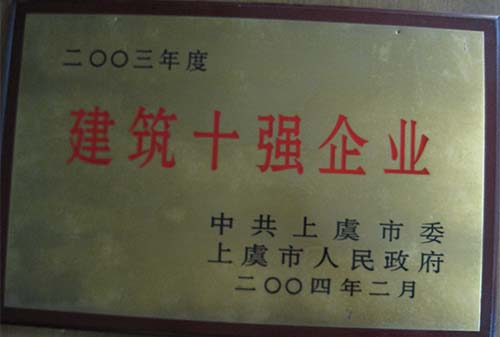 二〇〇三年度
建筑十强企业
中共上虞市委
上虞市人民政府
二〇〇四年二月